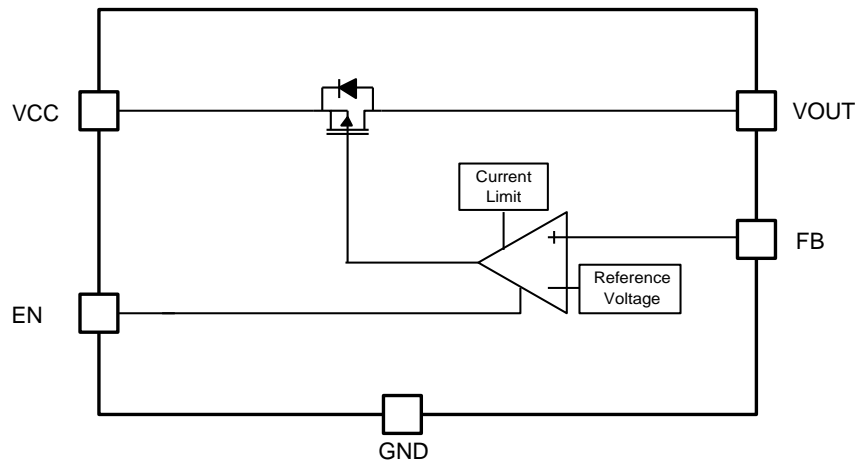 VCC
VOUT
Current
Limit
+
FB
Reference
Voltage
−
EN
GND